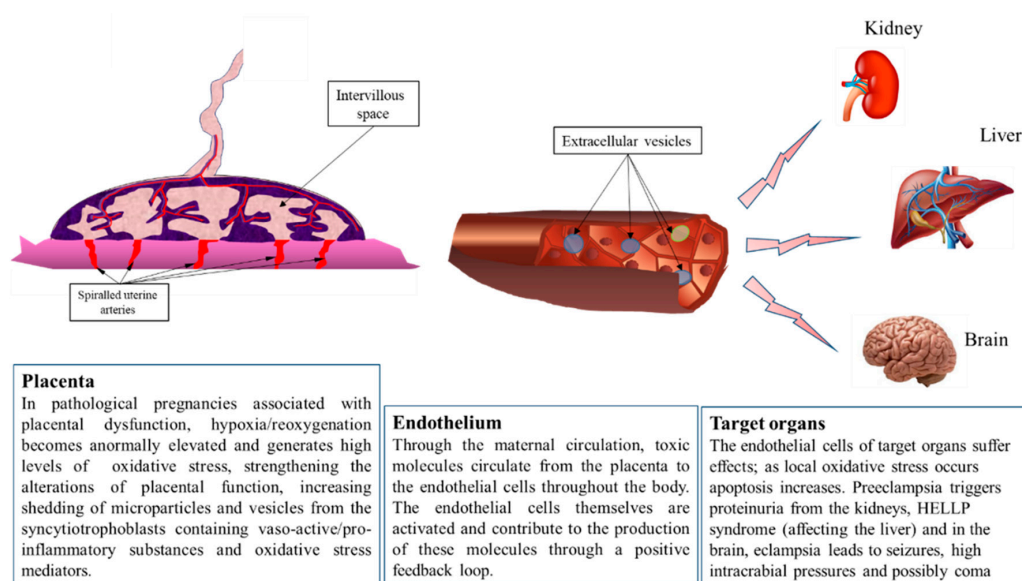 Kidney
Intervillous
space
Liver
Extracellular vesicles
Spiralled uterine
arteries
Brain
Placenta
In pathological pregnancies associated with
placental dysfunction, hypoxia/reoxygenation
becomes anormally elevated and generates high
levels of oxidative stress, strengthening the
alterations of placental function, increasing
shedding of microparticles and vesicles from the
syncytiotrophoblasts containing vaso-active/pro-
inflammatory substances and oxidative stress
mediators.
Endothelium
Through the maternal circulation, toxic
molecules circulate from the placenta to
the endothelial cells throughout the body.
The endothelial cells themselves are
activated and contribute to the production
of these molecules through a positive
feedback loop.
Target organs
The endothelial cells of target organs suffer
effects; as local oxidative stress occurs
apoptosis increases. Preeclampsia triggers
proteinuria from the kidneys, HELLP
syndrome (affecting the liver) and in the
brain, eclampsia leads to seizures, high
intracrabial pressures and possibly coma